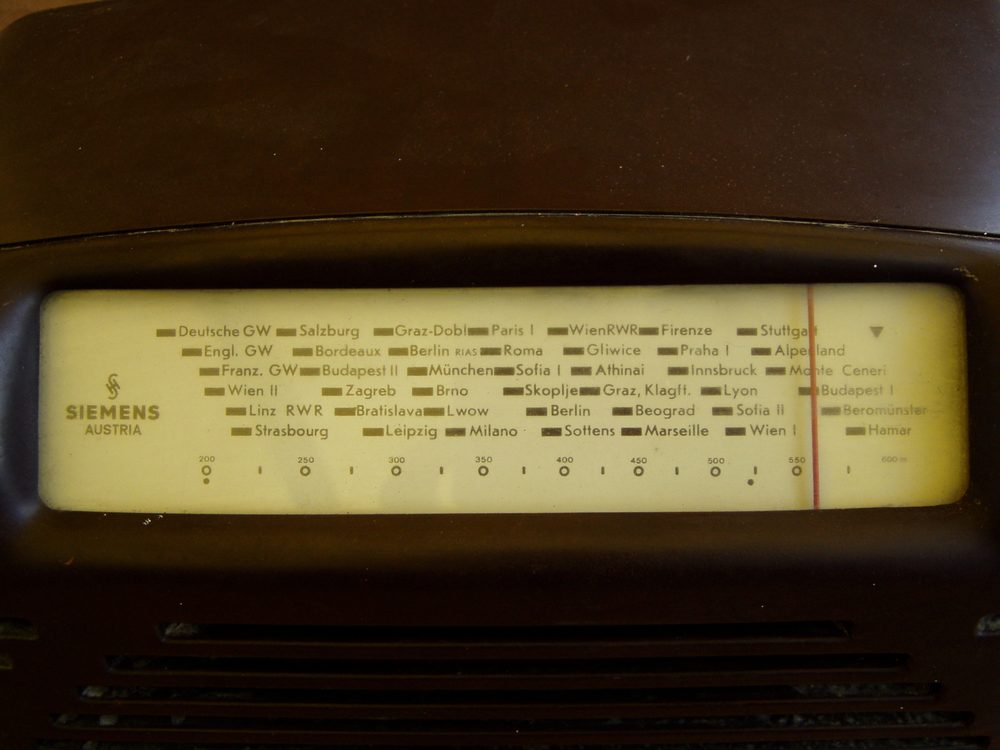 Deutsche GW Salzburg Graz-Dobl Paris I WienRWR Firenze Stuttgart
Engl. GW Bordeaux Berlin RIAS Roma Gliwice Praha I Alpenland
Franz. GW Budapest II München Sofia I Athinai Innsbruck Monte Ceneri
Wien II Zagreb Brno Skoplje Graz, Klagft. Lyon Budapest I
Linz RWR Bratislava Lwow Berlin Beograd Sofia II Beromünster
Strasbourg Leipzig Milano Sottens Marseille Wien I Hamar
SIEMENS
AUSTRIA
200 250 300 350 400 450 500 550 600 m